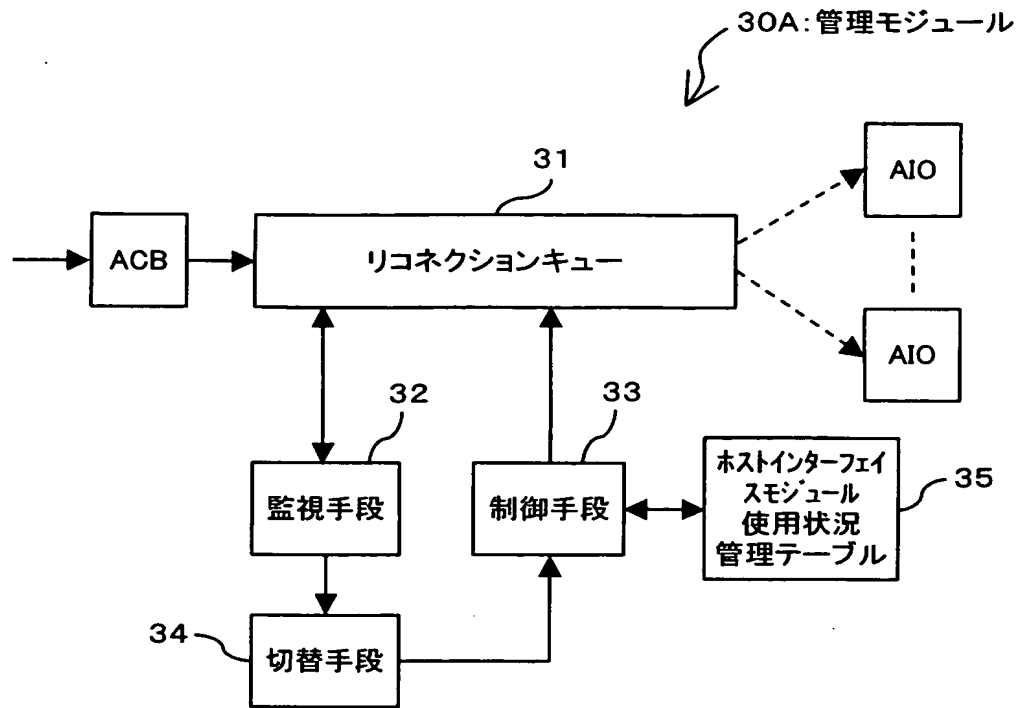 30A:管理モジュール
31
AIO
ACB
リコネクションキュー
AIO
32
33
監視手段
制御手段
ホストインターフェイ
スモジュール
使用状況
管理テーブル
35
34
切替手段